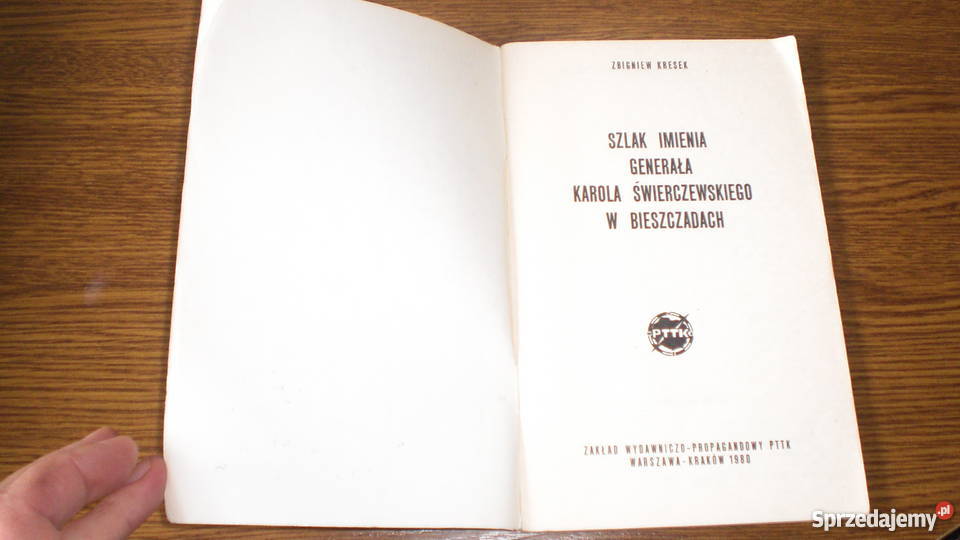 ZBIGNIEW KRESEK
SZLAK IMIENIA
GENERAŁA
KAROLA ŚWIERCZEWSKIEGO
W BIESZCZADACH
PTTK
ZAKŁAD WYDAWNICZO-PROPAGANDOWY PTTK
WARSZAWA-KRAKÓW 1980
Sprzedajemy.pl